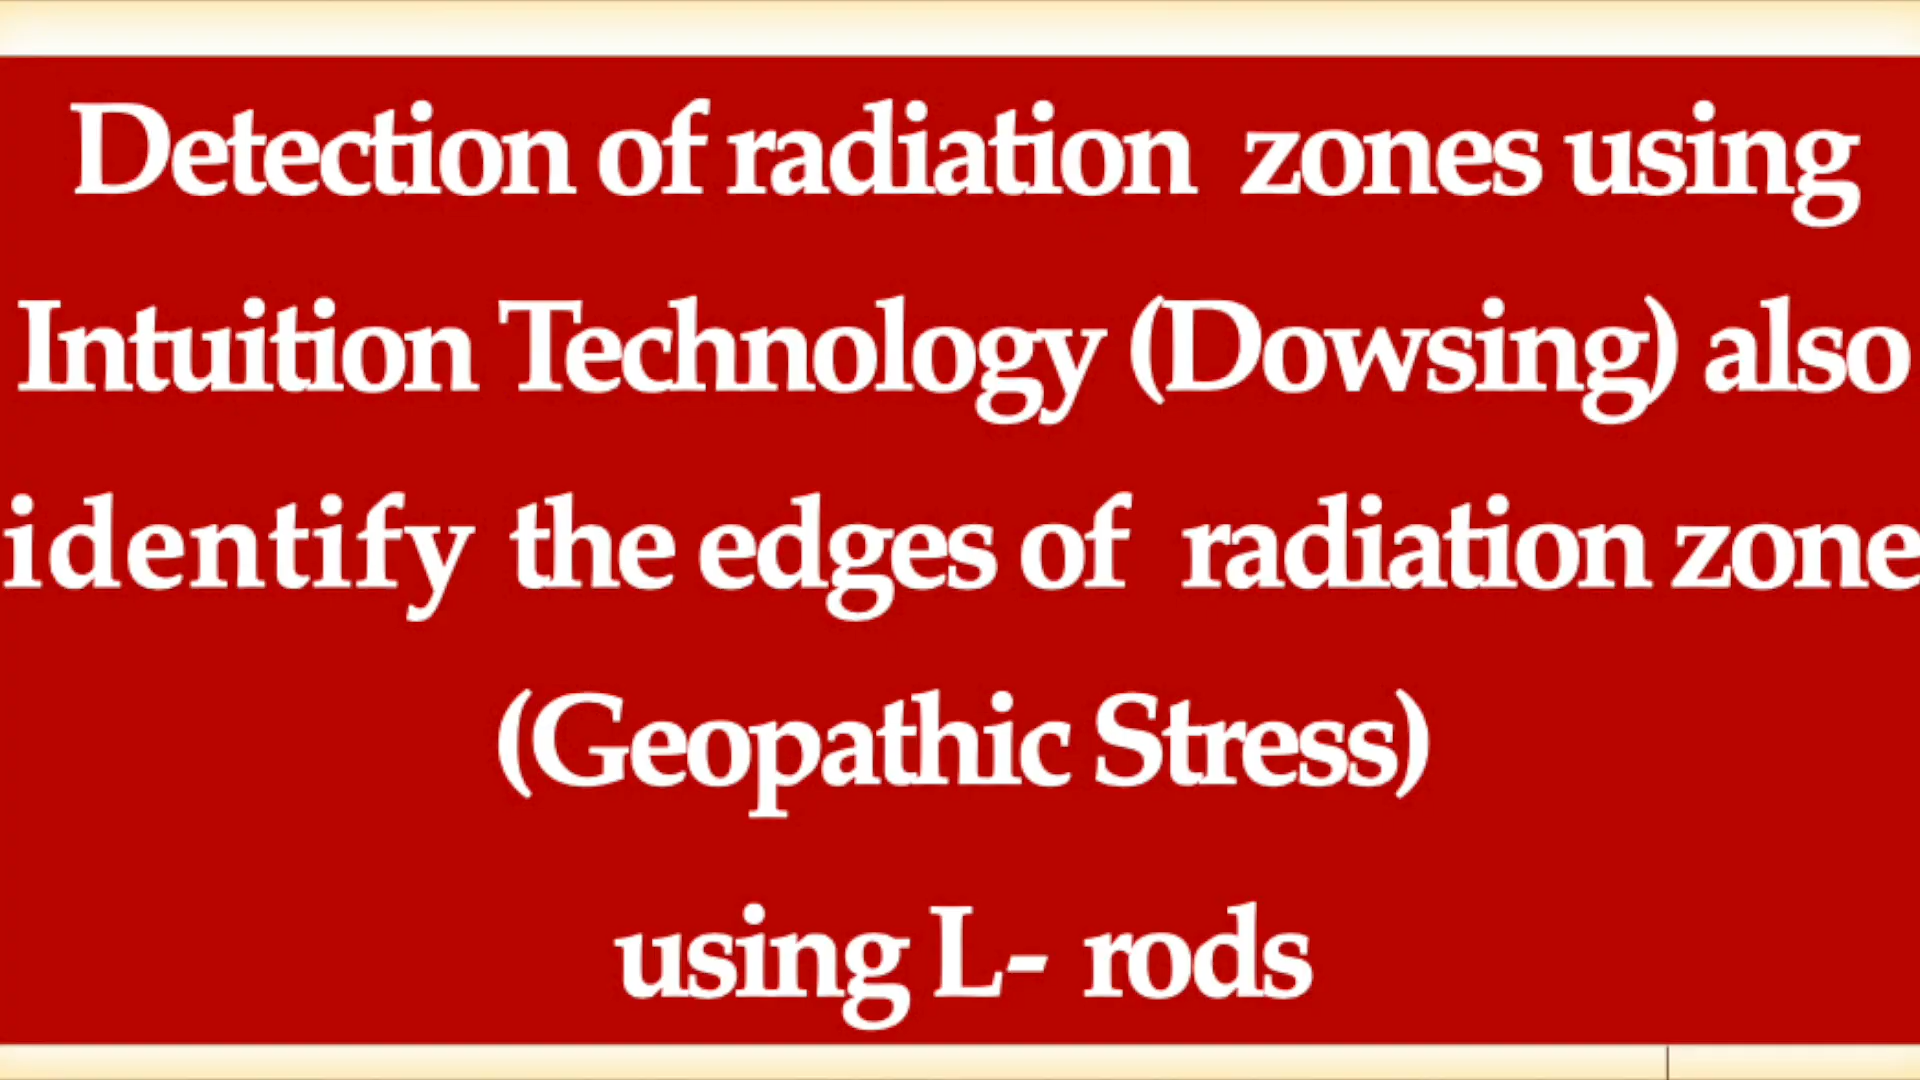 Detection of radiation zones using
Intuition Technology (Dowsing) also
identify the edges of radiation zone
(Geopathic Stress)
using L- rods